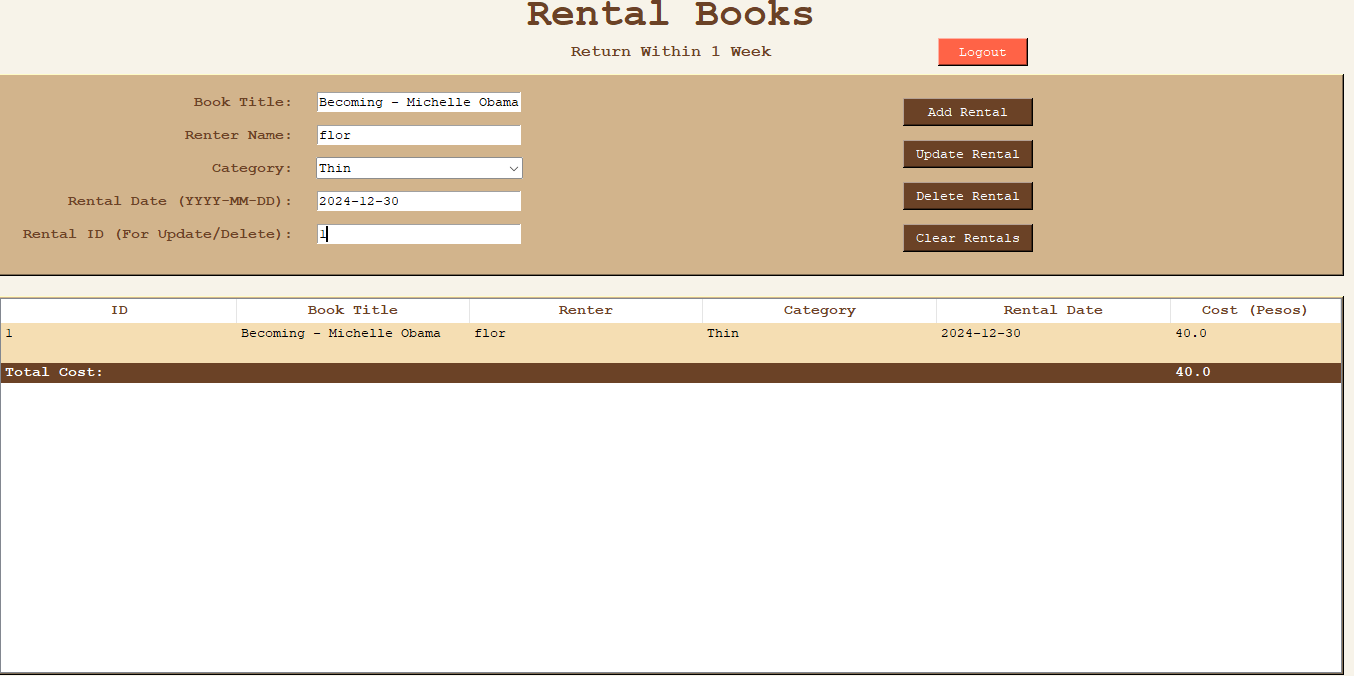 Rental Books
Return Within 1 Week
Logout
Book Title: Becoming - Michelle Obama
Add Rental
Renter Name: flor
Update Rental
Category: Thin
Rental Date (YYYY-MM-DD): 2024-12-30
Delete Rental
Rental ID (For Update/Delete): 1
Clear Rentals
ID Book Title Renter Category Rental Date Cost (Pesos)
1 Becoming - Michelle Obama flor Thin 2024-12-30 40.0
Total Cost: 40.0